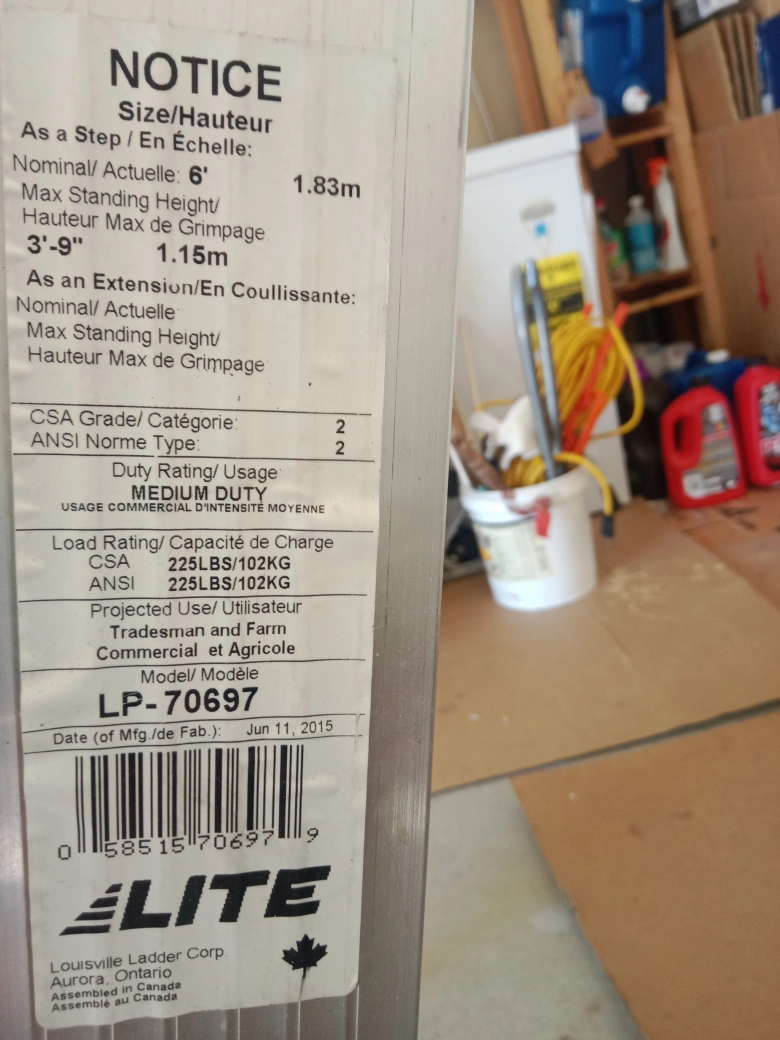 NOTICE
Size/Hauteur
As a Step / En Échelle:
Nominal/ Actuelle: 6' 1.83m
Max Standing Height/
Hauteur Max de Grimpage
3'-9" 1.15m
As an Extension/En Coullissante:
Nominal/ Actuelle
Max Standing Height/
Hauteur Max de Grimpage
CSA Grade/ Catégorie: 2
ANSI Norme Type: 2
Duty Rating/ Usage
MEDIUM DUTY
USAGE COMMERCIAL D'INTENSITÉ MOYENNE
Load Rating/ Capacité de Charge
CSA 225LBS/102KG
ANSI 225LBS/102KG
Projected Use/ Utilisateur
Tradesman and Farm
Commercial et Agricole
Model/ Modèle
LP-70697
Date (of Mfg./de Fab.): Jun 11, 2015
0 58515 70697 9
LITE
Louisville Ladder Corp
Aurora, Ontario
Assembled in Canada
Assemblé au Canada